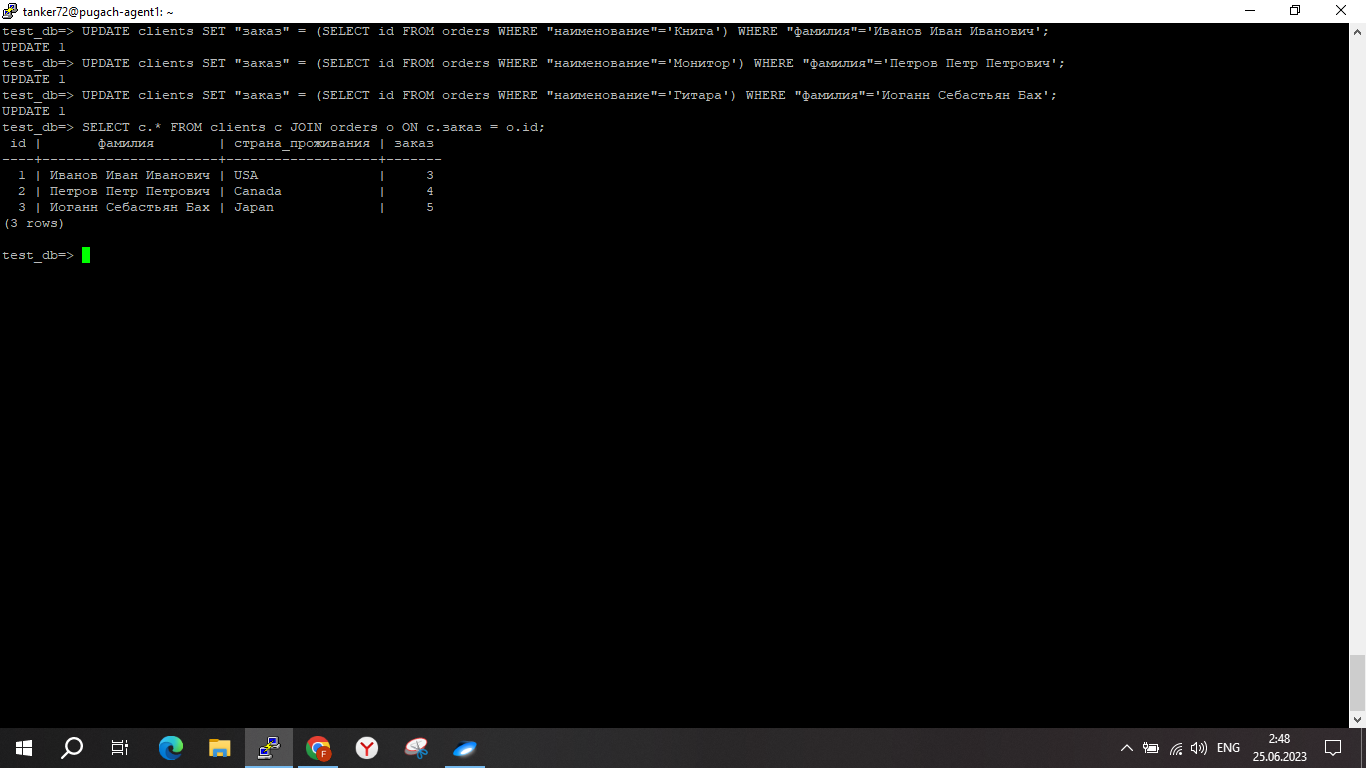 tanker72@pugach-agent1: ~
test_db=> UPDATE clients SET "заказ" = (SELECT id FROM orders WHERE "наименование"='Книга') WHERE "фамилия"='Иванов Иван Иванович';
UPDATE 1
test_db=> UPDATE clients SET "заказ" = (SELECT id FROM orders WHERE "наименование"='Монитор') WHERE "фамилия"='Петров Петр Петрович';
UPDATE 1
test_db=> UPDATE clients SET "заказ" = (SELECT id FROM orders WHERE "наименование"='Гитара') WHERE "фамилия"='Иоганн Себастьян Бах';
UPDATE 1
test_db=> SELECT c.* FROM clients c JOIN orders o ON c.заказ = o.id;
 id |       фамилия        | страна_проживания | заказ
----+----------------------+-------------------+-------
  1 | Иванов Иван Иванович | USA               |     3
  2 | Петров Петр Петрович | Canada            |     4
  3 | Иоганн Себастьян Бах | Japan             |     5
(3 rows)
test_db=>
F
Y
ENG
2:48
25.06.2023